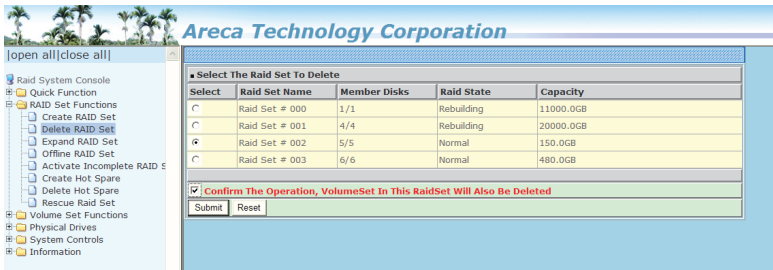 Areca Technology Corporation
|open all|close all|
Raid System Console
Quick Function
RAID Set Functions
Create RAID Set
Delete RAID Set
Expand RAID Set
Offline RAID Set
Activate Incomplete RAID S
Create Hot Spare
Delete Hot Spare
Rescue Raid Set
Volume Set Functions
Physical Drives
System Controls
Information
Select The Raid Set To Delete
Select Raid Set Name Member Disks Raid State Capacity
Raid Set # 000 1/1 Rebuilding 11000.0GB
Raid Set # 001 4/4 Rebuilding 20000.0GB
Raid Set # 002 5/5 Normal 150.0GB
Raid Set # 003 6/6 Normal 480.0GB
Confirm The Operation, VolumeSet In This RaidSet Will Also Be Deleted
Submit Reset